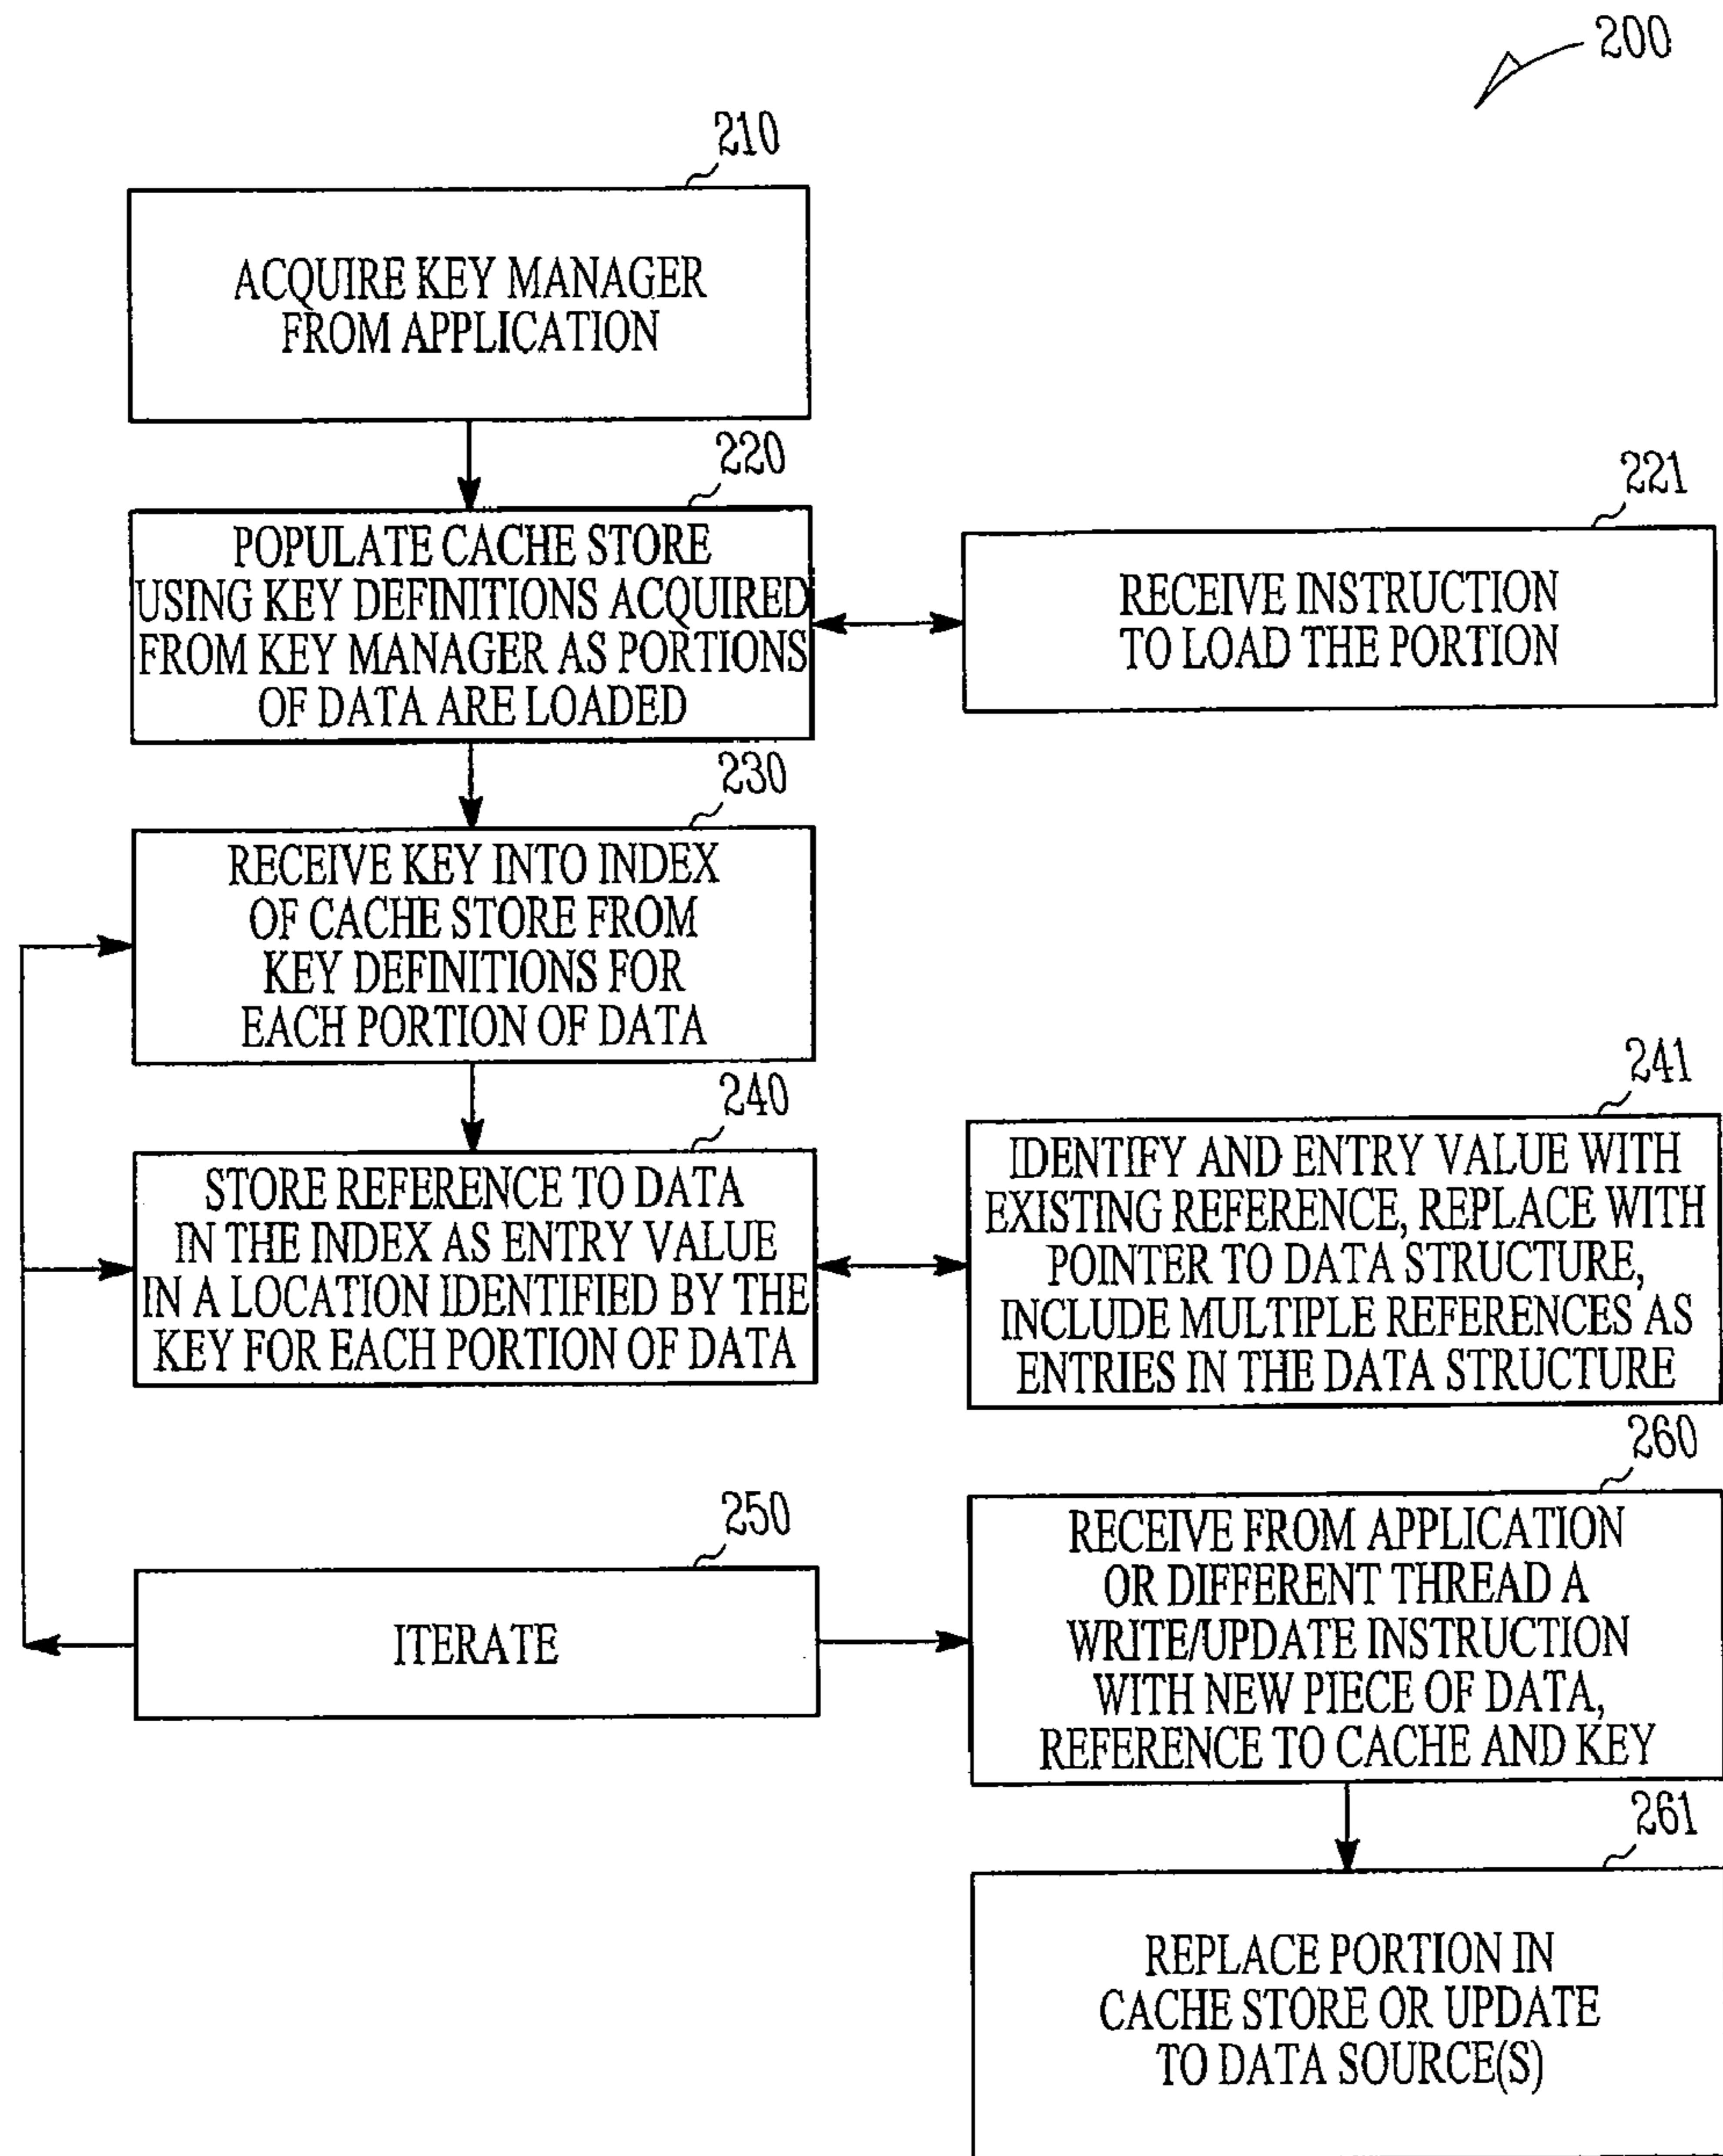 200
210
ACQUIRE KEY MANAGER
FROM APPLICATION
220
POPULATE CACHE STORE
USING KEY DEFINITIONS ACQUIRED
FROM KEY MANAGER AS PORTIONS
OF DATA ARE LOADED
221
RECEIVE INSTRUCTION
TO LOAD THE PORTION
230
RECEIVE KEY INTO INDEX
OF CACHE STORE FROM
KEY DEFINITIONS FOR
EACH PORTION OF DATA
240
STORE REFERENCE TO DATA
IN THE INDEX AS ENTRY VALUE
IN A LOCATION IDENTIFIED BY THE
KEY FOR EACH PORTION OF DATA
241
IDENTIFY AND ENTRY VALUE WITH
EXISTING REFERENCE, REPLACE WITH
POINTER TO DATA STRUCTURE,
INCLUDE MULTIPLE REFERENCES AS
ENTRIES IN THE DATA STRUCTURE
250
ITERATE
260
RECEIVE FROM APPLICATION
OR DIFFERENT THREAD A
WRITE/UPDATE INSTRUCTION
WITH NEW PIECE OF DATA,
REFERENCE TO CACHE AND KEY
261
REPLACE PORTION IN
CACHE STORE OR UPDATE
TO DATA SOURCE(S)